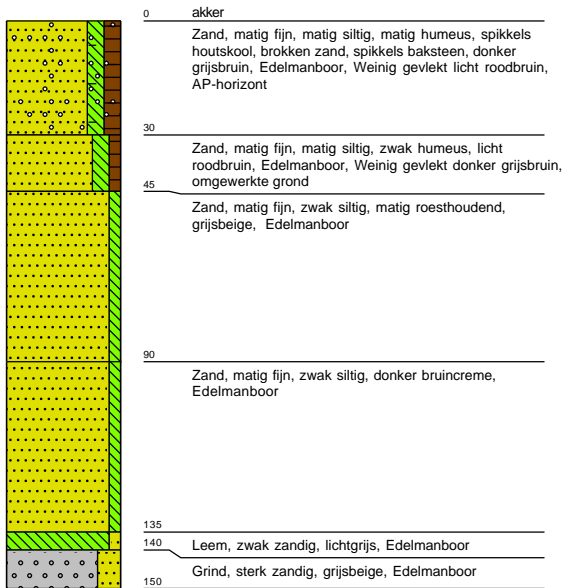 0 akker
Zand, matig fijn, matig siltig, matig humeus, spikkels
houtskool, brokken zand, spikkels baksteen, donker
grijsbruin, Edelmanboor, Weinig gevlekt licht roodbruin,
AP-horizont
30
Zand, matig fijn, matig siltig, zwak humeus, licht
roodbruin, Edelmanboor, Weinig gevlekt donker grijsbruin,
omgewerkte grond
45
Zand, matig fijn, zwak siltig, matig roesthoudend,
grijsbeige, Edelmanboor
90
Zand, matig fijn, zwak siltig, donker bruincreme,
Edelmanboor
135
140 Leem, zwak zandig, lichtgrijs, Edelmanboor
Grind, sterk zandig, grijsbeige, Edelmanboor
150